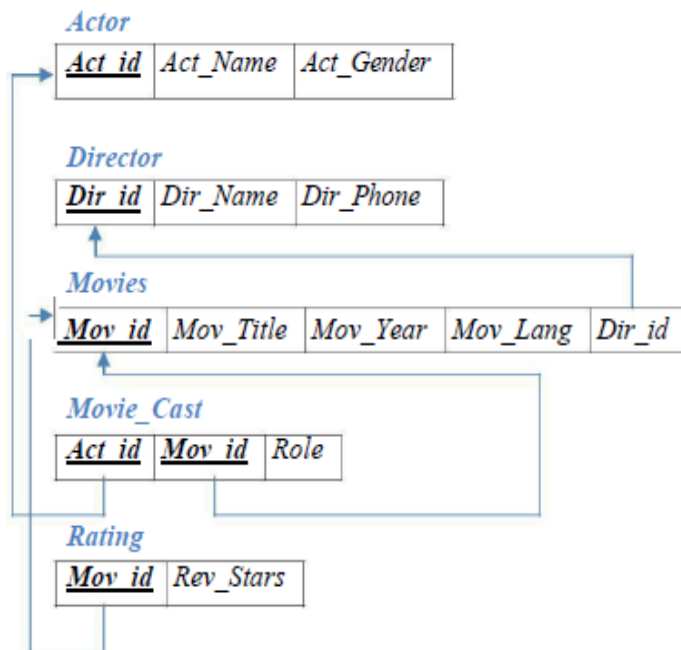 Actor
Act_id Act_Name Act_Gender
Director
Dir_id Dir_Name Dir_Phone
Movies
Mov_id Mov_Title Mov_Year Mov_Lang Dir_id
Movie_Cast
Act_id Mov_id Role
Rating
Mov_id Rev_Stars